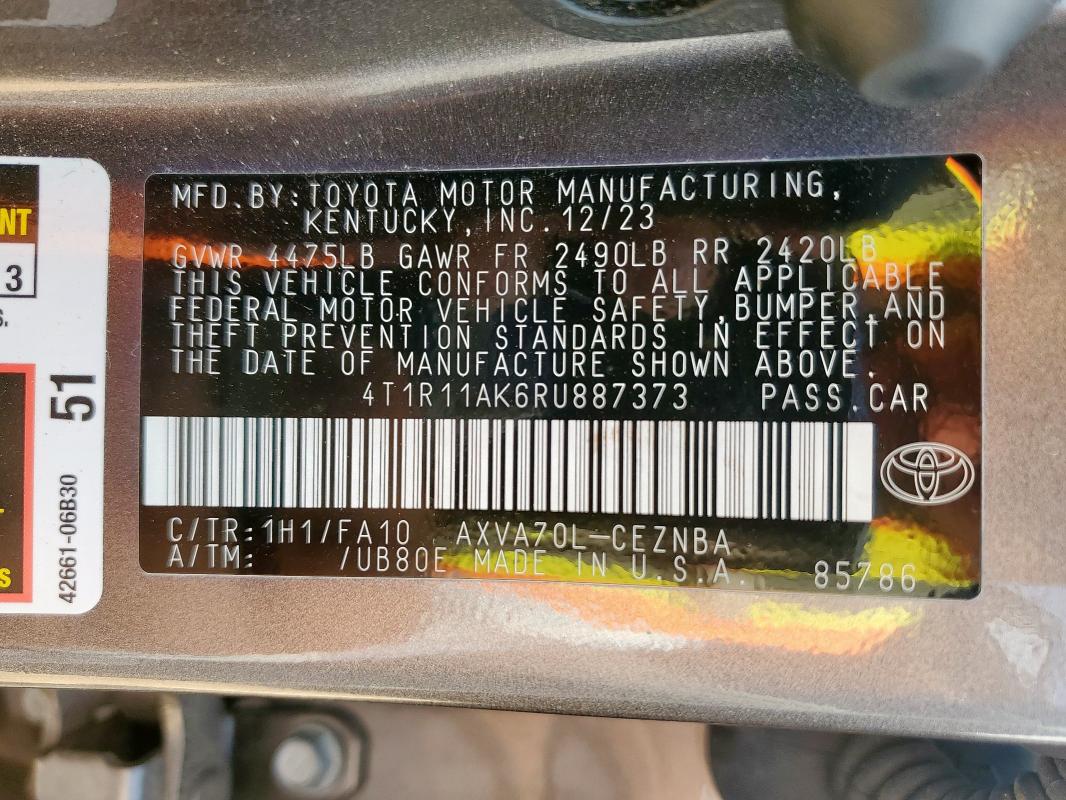 MFD.BY:TOYOTA MOTOR MANUFACTURING,
KENTUCKY, INC. 12/23
GVWR 4475LB GAWR FR 2490LB RR 2420LB
THIS VEHICLE CONFORMS TO ALL APPLICABLE
FEDERAL MOTOR VEHICLE SAFETY, BUMPER, AND
THEFT PREVENTION STANDARDS IN EFFECT ON
THE DATE OF MANUFACTURE SHOWN ABOVE.
4T1R11AK6RU887373 PASS.CAR
C/TR:1H1/FA10 AXVA70L-CEZNBA
A/TM: /UB80E MADE IN U.S.A. 85786
NT
3
S.
51
42661-06B30
S